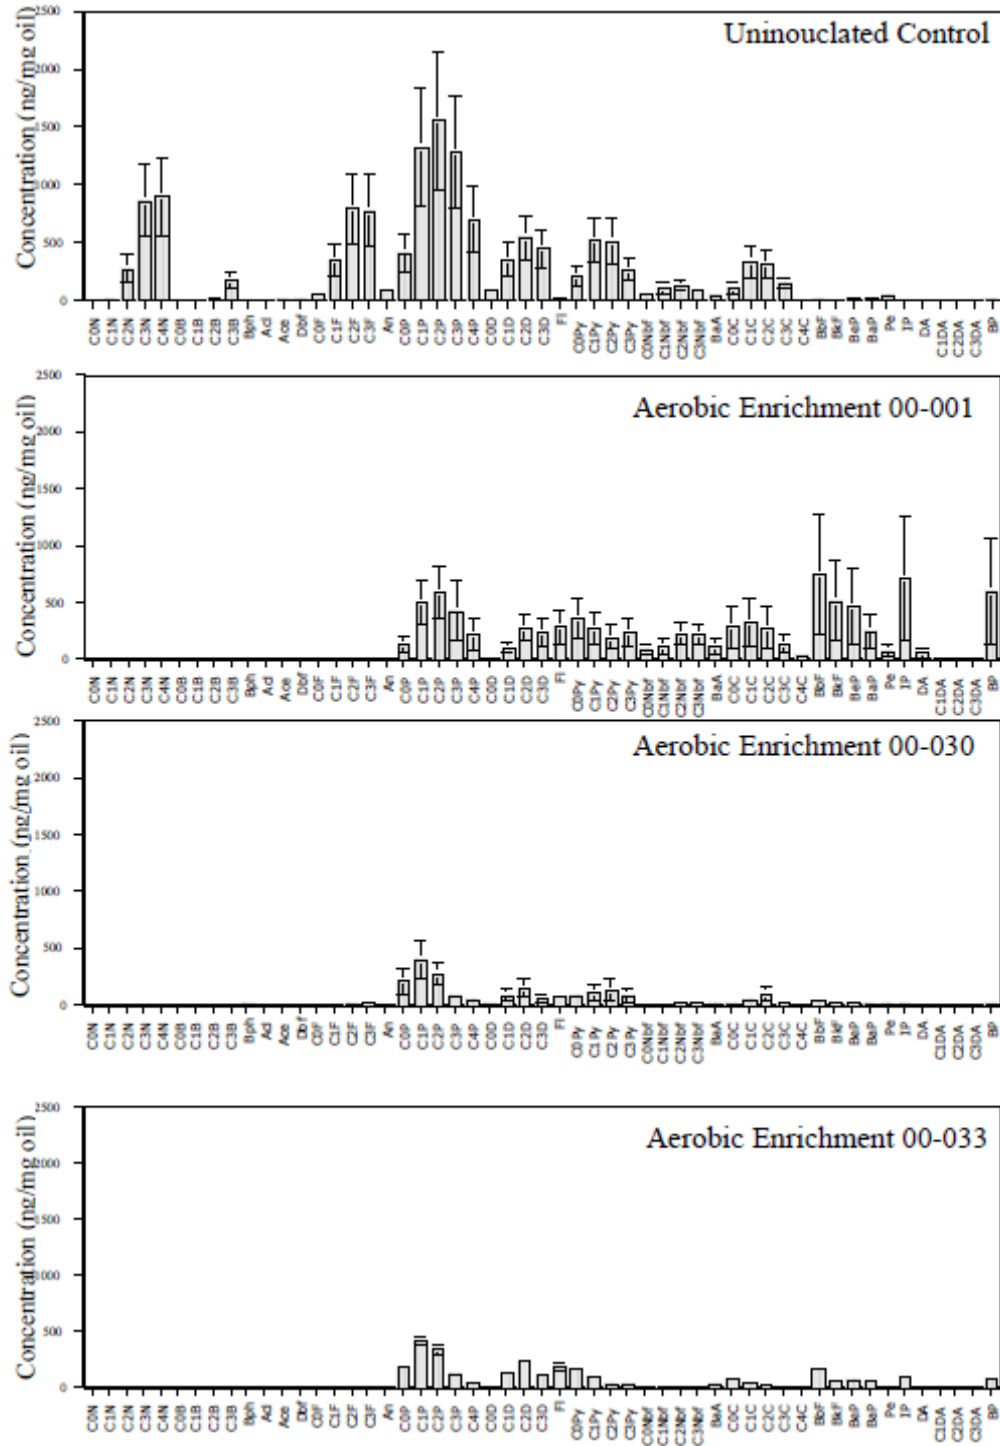 Uninouclated Control
Concentration (ng/mg oil)
2500
2000
1500
1000
500
0
C0N C1N C2N C3N C4N C0B C1B C2B C3B Bph Acl Ace Dbf C0F C1F C2F C3F An C0P C1P C2P C3P C4P C0D C1D C2D C3D Fl C0Py C1Py C2Py C3Py C0Nbf C1Nbf C2Nbf C3Nbf BaA C0C C1C C2C C3C C4C BbF BkF BeP BaP Pe IP DA C1DA C2DA C3DA BP
Aerobic Enrichment 00-001
Concentration (ng/mg oil)
2500
2000
1500
1000
500
0
C0N C1N C2N C3N C4N C0B C1B C2B C3B Bph Acl Ace Dbf C0F C1F C2F C3F An C0P C1P C2P C3P C4P C0D C1D C2D C3D Fl C0Py C1Py C2Py C3Py C0Nbf C1Nbf C2Nbf C3Nbf BaA C0C C1C C2C C3C C4C BbF BkF BeP BaP Pe IP DA C1DA C2DA C3DA BP
Aerobic Enrichment 00-030
Concentration (ng/mg oil)
2500
2000
1500
1000
500
0
C0N C1N C2N C3N C4N C0B C1B C2B C3B Bph Acl Ace Dbf C0F C1F C2F C3F An C0P C1P C2P C3P C4P C0D C1D C2D C3D Fl C0Py C1Py C2Py C3Py C0Nbf C1Nbf C2Nbf C3Nbf BaA C0C C1C C2C C3C C4C BbF BkF BeP BaP Pe IP DA C1DA C2DA C3DA BP
Aerobic Enrichment 00-033
Concentration (ng/mg oil)
2500
2000
1500
1000
500
0
C0N C1N C2N C3N C4N C0B C1B C2B C3B Bph Acl Ace Dbf C0F C1F C2F C3F An C0P C1P C2P C3P C4P C0D C1D C2D C3D Fl C0Py C1Py C2Py C3Py C0Nbf C1Nbf C2Nbf C3Nbf BaA C0C C1C C2C C3C C4C BbF BkF BeP BaP Pe IP DA C1DA C2DA C3DA BP